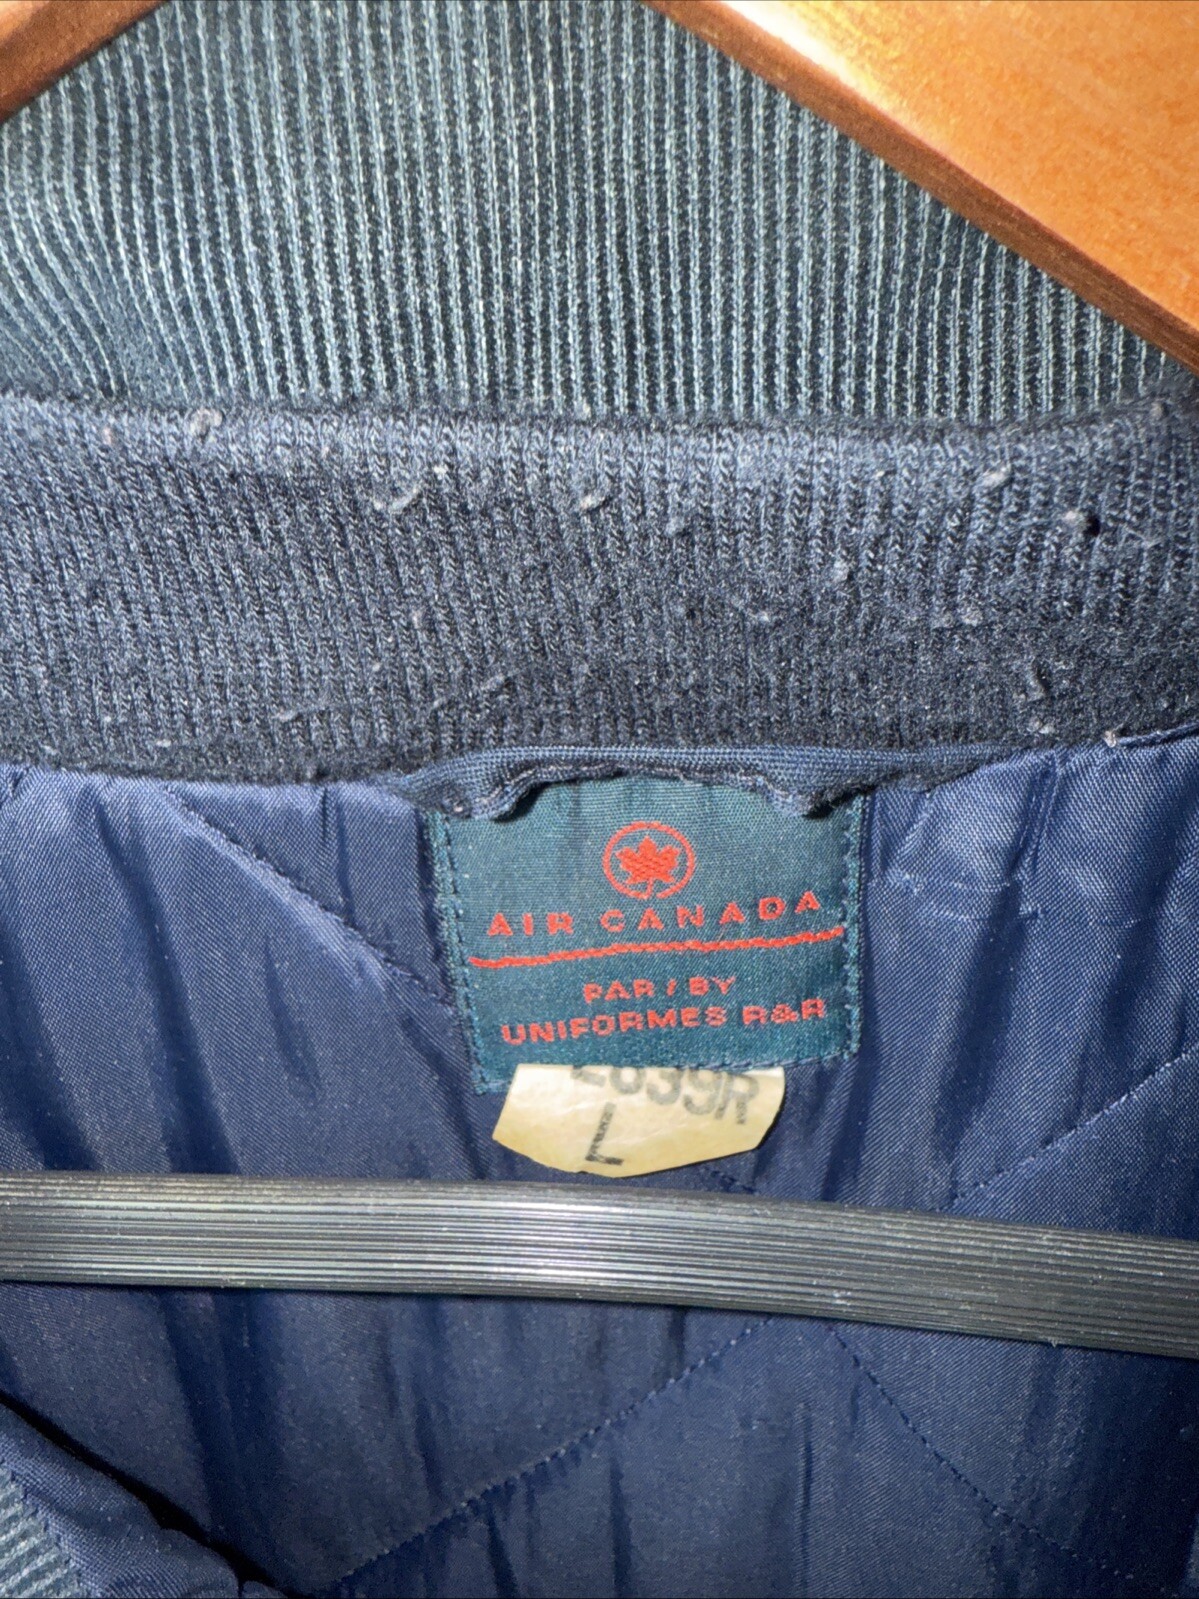 AIR CANADA
PAR / BY
UNIFORMES R&R
L